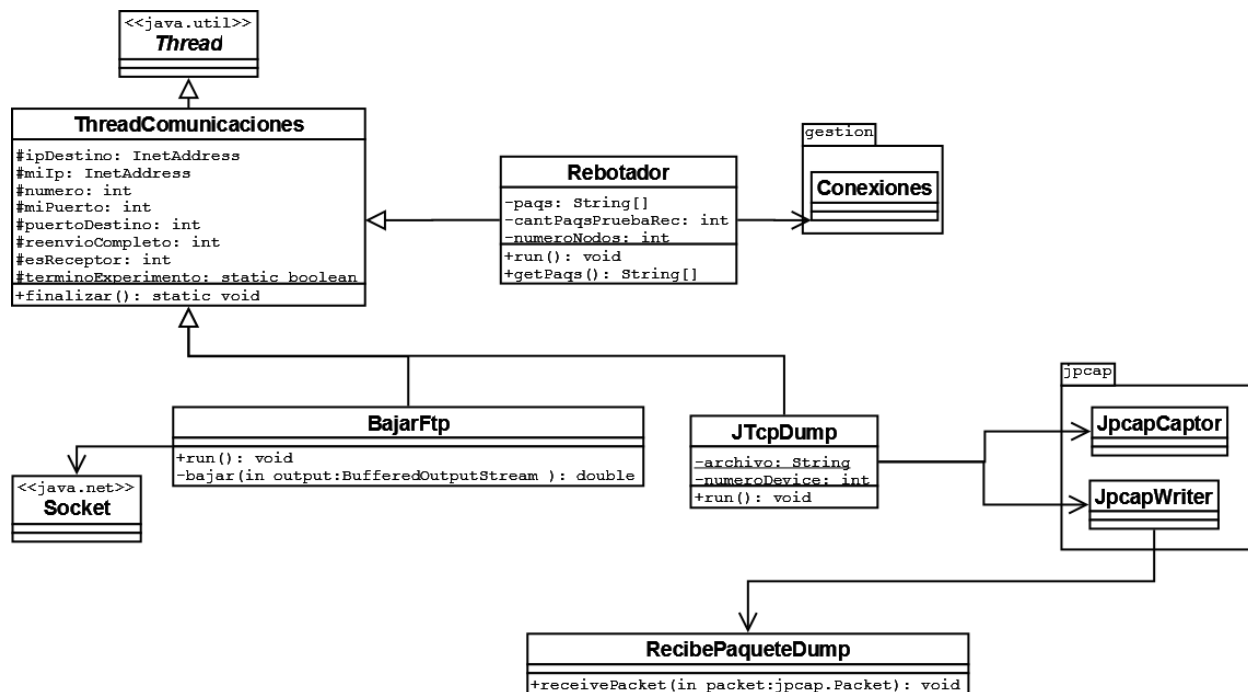 <<java.util>>
Thread
ThreadComunicaciones
#ipDestino: InetAddress
#miIp: InetAddress
#numero: int
#miPuerto: int
#puertoDestino: int
#reenvioCompleto: int
#esReceptor: int
#terminoExperimento: static boolean
+finalizar(): static void
Rebotador
-paqs: String[]
-cantPaqsPruebaRec: int
-numeroNodos: int
+run(): void
+getPaqs(): String[]
gestion
Conexiones
BajarFtp
+run(): void
-bajar(in output:BufferedOutputStream ): double
<<java.net>>
Socket
JTcpDump
-archivo: String
-numeroDevice: int
+run(): void
jpcap
JpcapCaptor
JpcapWriter
RecibePaqueteDump
+receivePacket(in packet:jpcap.Packet): void